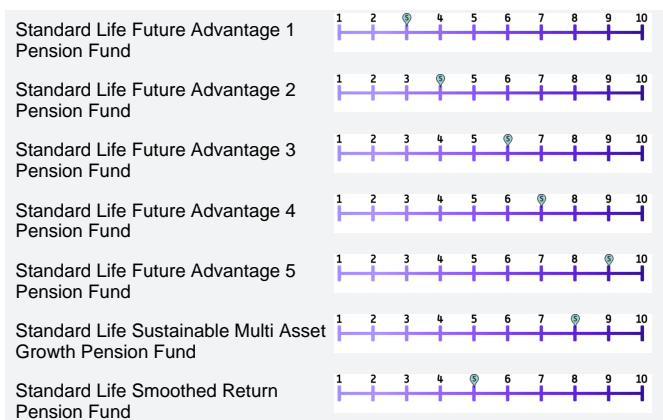 Standard Life Future Advantage 1
Pension Fund
1 2 S 4 5 6 7 8 9 10
Standard Life Future Advantage 2
Pension Fund
1 2 3 S 5 6 7 8 9 10
Standard Life Future Advantage 3
Pension Fund
1 2 3 4 5 S 7 8 9 10
Standard Life Future Advantage 4
Pension Fund
1 2 3 4 5 6 S 8 9 10
Standard Life Future Advantage 5
Pension Fund
1 2 3 4 5 6 7 8 S 10
Standard Life Sustainable Multi Asset
Growth Pension Fund
1 2 3 4 5 6 7 S 9 10
Standard Life Smoothed Return
Pension Fund
1 2 3 4 S 6 7 8 9 10